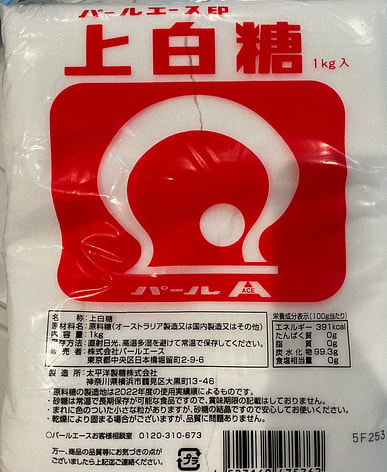 パールエース印
上白糖
1kg入
パール ACE
名称：上白糖
原材料名：原料糖（オーストラリア製造又は国内製造又はその他）
内容量：1kg
保存方法：直射日光、高温多湿を避けて常温で保存してください。
販売者：株式会社パールエース
東京都中央区日本橋堀留町2-9-6
栄養成分表示(100g当たり)
エネルギー 391kcal
たんぱく質 0g
脂質 0g
炭水化物 99.3g
食塩相当量 0g
製造所：太平洋製糖株式会社
神奈川県横浜市鶴見区大黒町13-46
・原料糖の製造地は2022年度の使用実績順によるものです。
・砂糖は常温で長期保存が可能な食品ですので、賞味期限の記載はしておりません。
・まれに色のついた小さな粒がありますが、砂糖の結晶ですので安心してお使いください。
・乾燥により固まる場合がございますが、品質に問題はありません。
○パールエースお客様相談室 0120-310-673
万一、商品の品質等にお気づきの点が
ございましたら上記迄ご連絡ください。
プラ
5F253